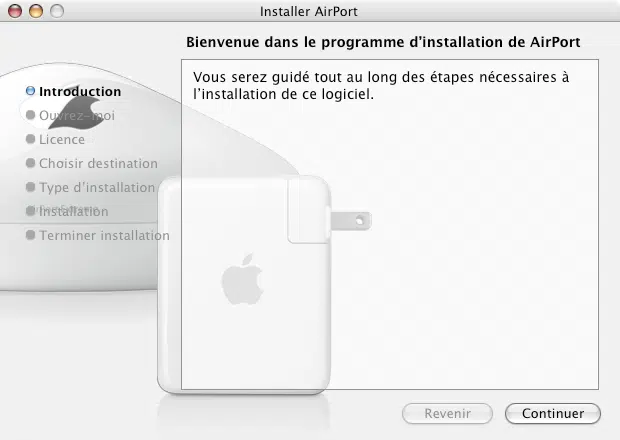 Installer AirPort
Bienvenue dans le programme d'installation de AirPort
Introduction
Ouvrez-moi
Licence
Choisir destination
Type d'installation
Installation
Terminer installation
Vous serez guidé tout au long des étapes nécessaires à
l'installation de ce logiciel.
Revenir
Continuer